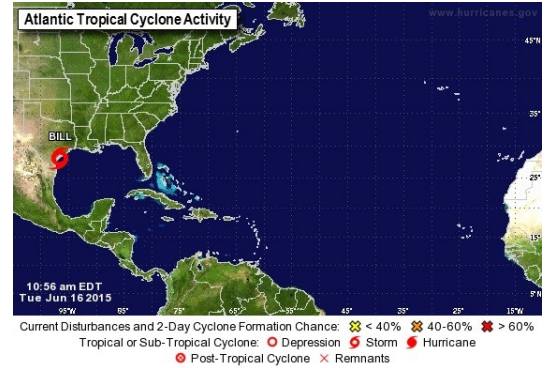 Atlantic Tropical Cyclone Activity
www.hurricanes.gov
45°N
35°
BILL
25°
15°
10:56 am EDT
Tue Jun 16 2015
5°N
95°W 85° 75° 65° 55° 45° 35° 25° 15°W
Current Disturbances and 2-Day Cyclone Formation Chance: < 40% 40-60% > 60%
Tropical or Sub-Tropical Cyclone: Depression Storm Hurricane
Post-Tropical Cyclone Remnants